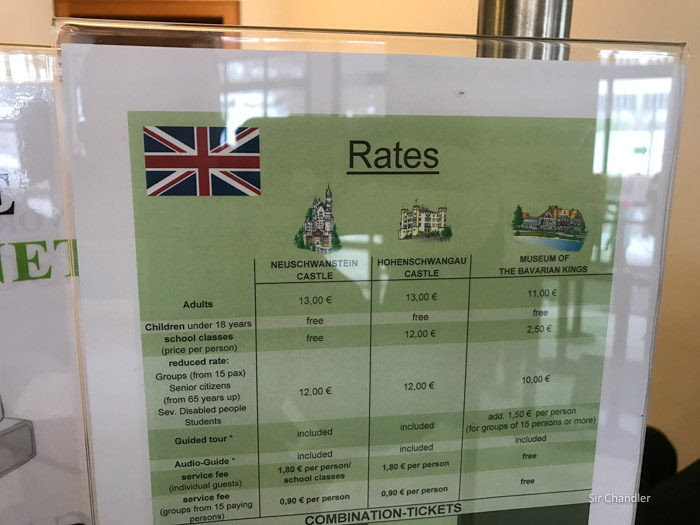 E
NET
Rates
NEUSCHWANSTEIN CASTLE HOHENSCHWANGAU CASTLE MUSEUM OF THE BAVARIAN KINGS
Adults 13,00 € 13,00 € 11,00 €
Children under 18 years free free free
school classes (price per person) free 12,00 € 2,50 €
reduced rate:
Groups (from 15 pax)
Senior citizens
(from 65 years up) 12,00 € 12,00 € 10,00 €
Sev. Disabled people
Students
Guided tour * included included add. 1,50 € per person (for groups of 15 persons or more)
Audio-Guide * included included included
service fee (individual guests) 1,80 € per person/ school classes 1,80 € per person free
service fee (groups from 15 paying persons) 0,90 € per person 0,90 € per person free
COMBINATION-TICKETS
Sir Chandler